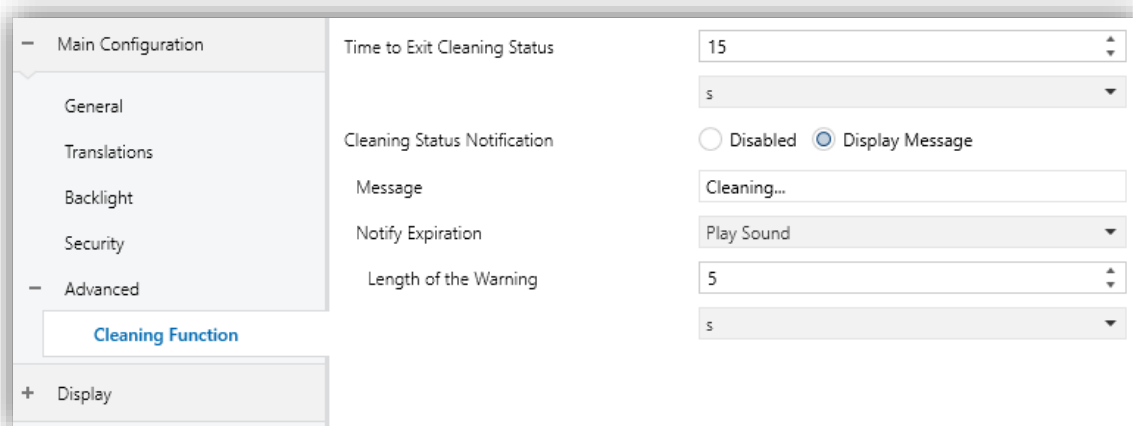 Main Configuration
General
Translations
Backlight
Security
Advanced
Cleaning Function
Display
Time to Exit Cleaning Status 15
s
Cleaning Status Notification Disabled Display Message
Message Cleaning...
Notify Expiration Play Sound
Length of the Warning 5
s